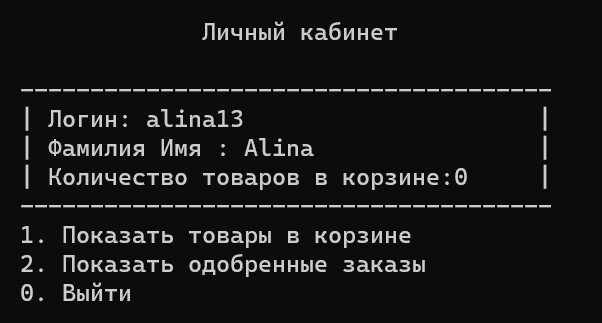 Личный кабинет
--------------------------------------
| Логин: alina13                     |
| Фамилия Имя : Alina                |
| Количество товаров в корзине:0     |
--------------------------------------
1. Показать товары в корзине
2. Показать одобренные заказы
0. Выйти